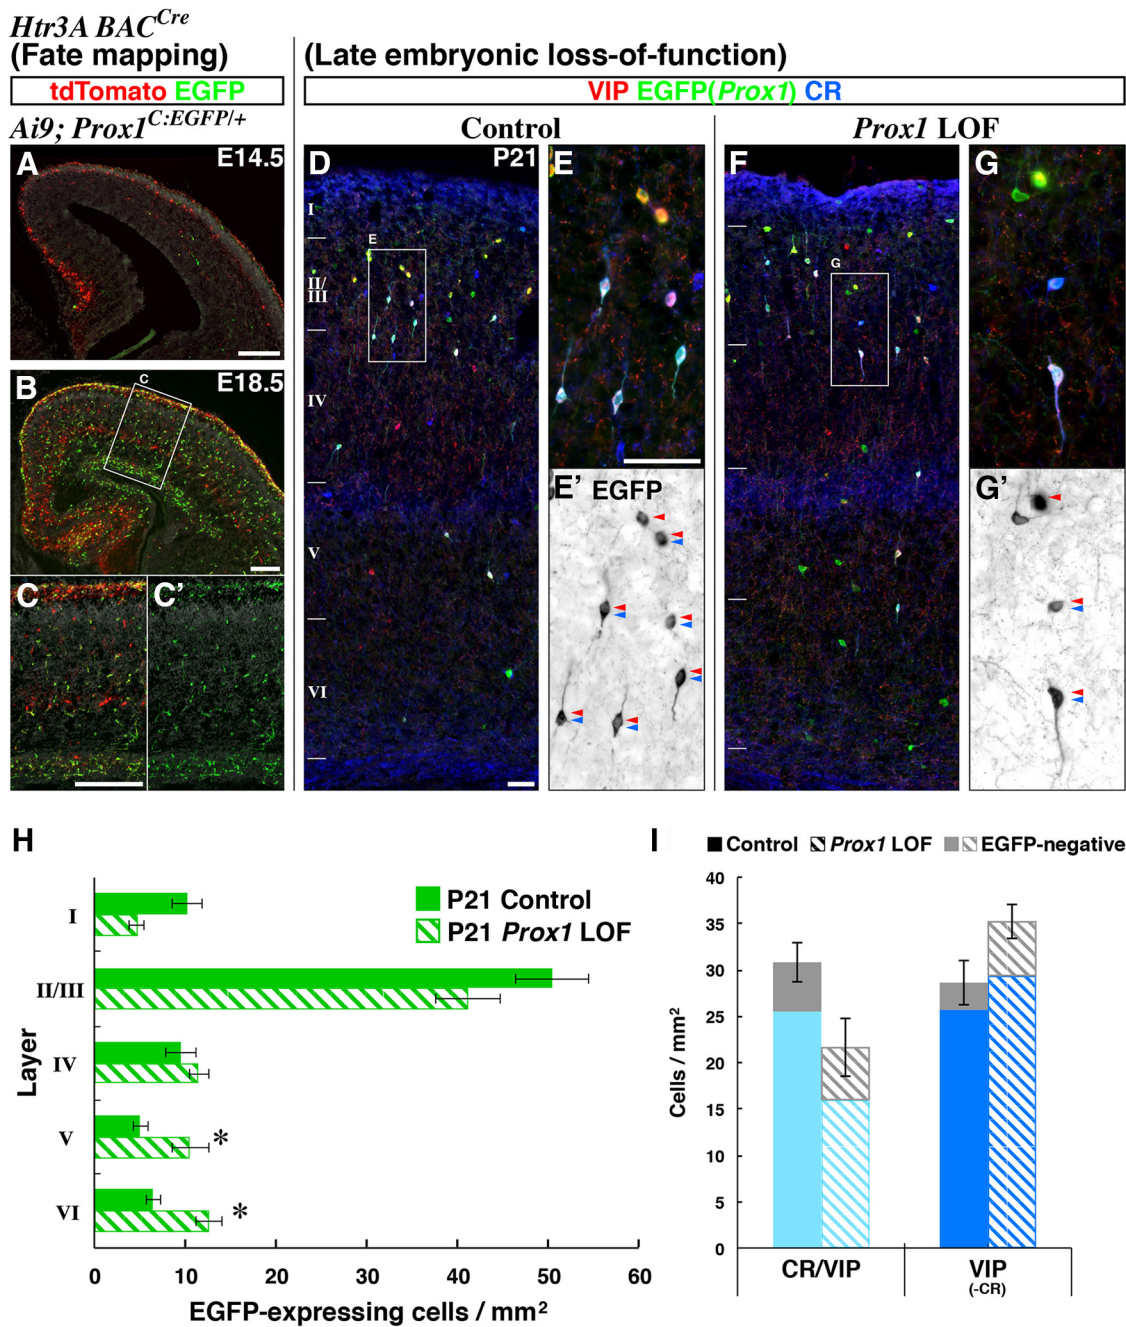 Htr3A BAC^Cre
(Fate mapping)
(Late embryonic loss-of-function)
tdTomato EGFP
VIP EGFP(Prox1) CR
Ai9; Prox1^C:EGFP/+
Control
Prox1 LOF
A
E14.5
D
P21
E
F
G
I
E
II/
III
G
B
E18.5
C
IV
E’
EGFP
G’
V
C
C’
VI
H
I
Control
Prox1 LOF
EGFP-negative
P21 Control
P21 Prox1 LOF
Layer
I
II/III
IV
V
*
VI
*
0
10
20
30
40
50
60
EGFP-expressing cells / mm²
Cells / mm²
40
35
30
25
20
15
10
5
0
CR/VIP
VIP
(-CR)